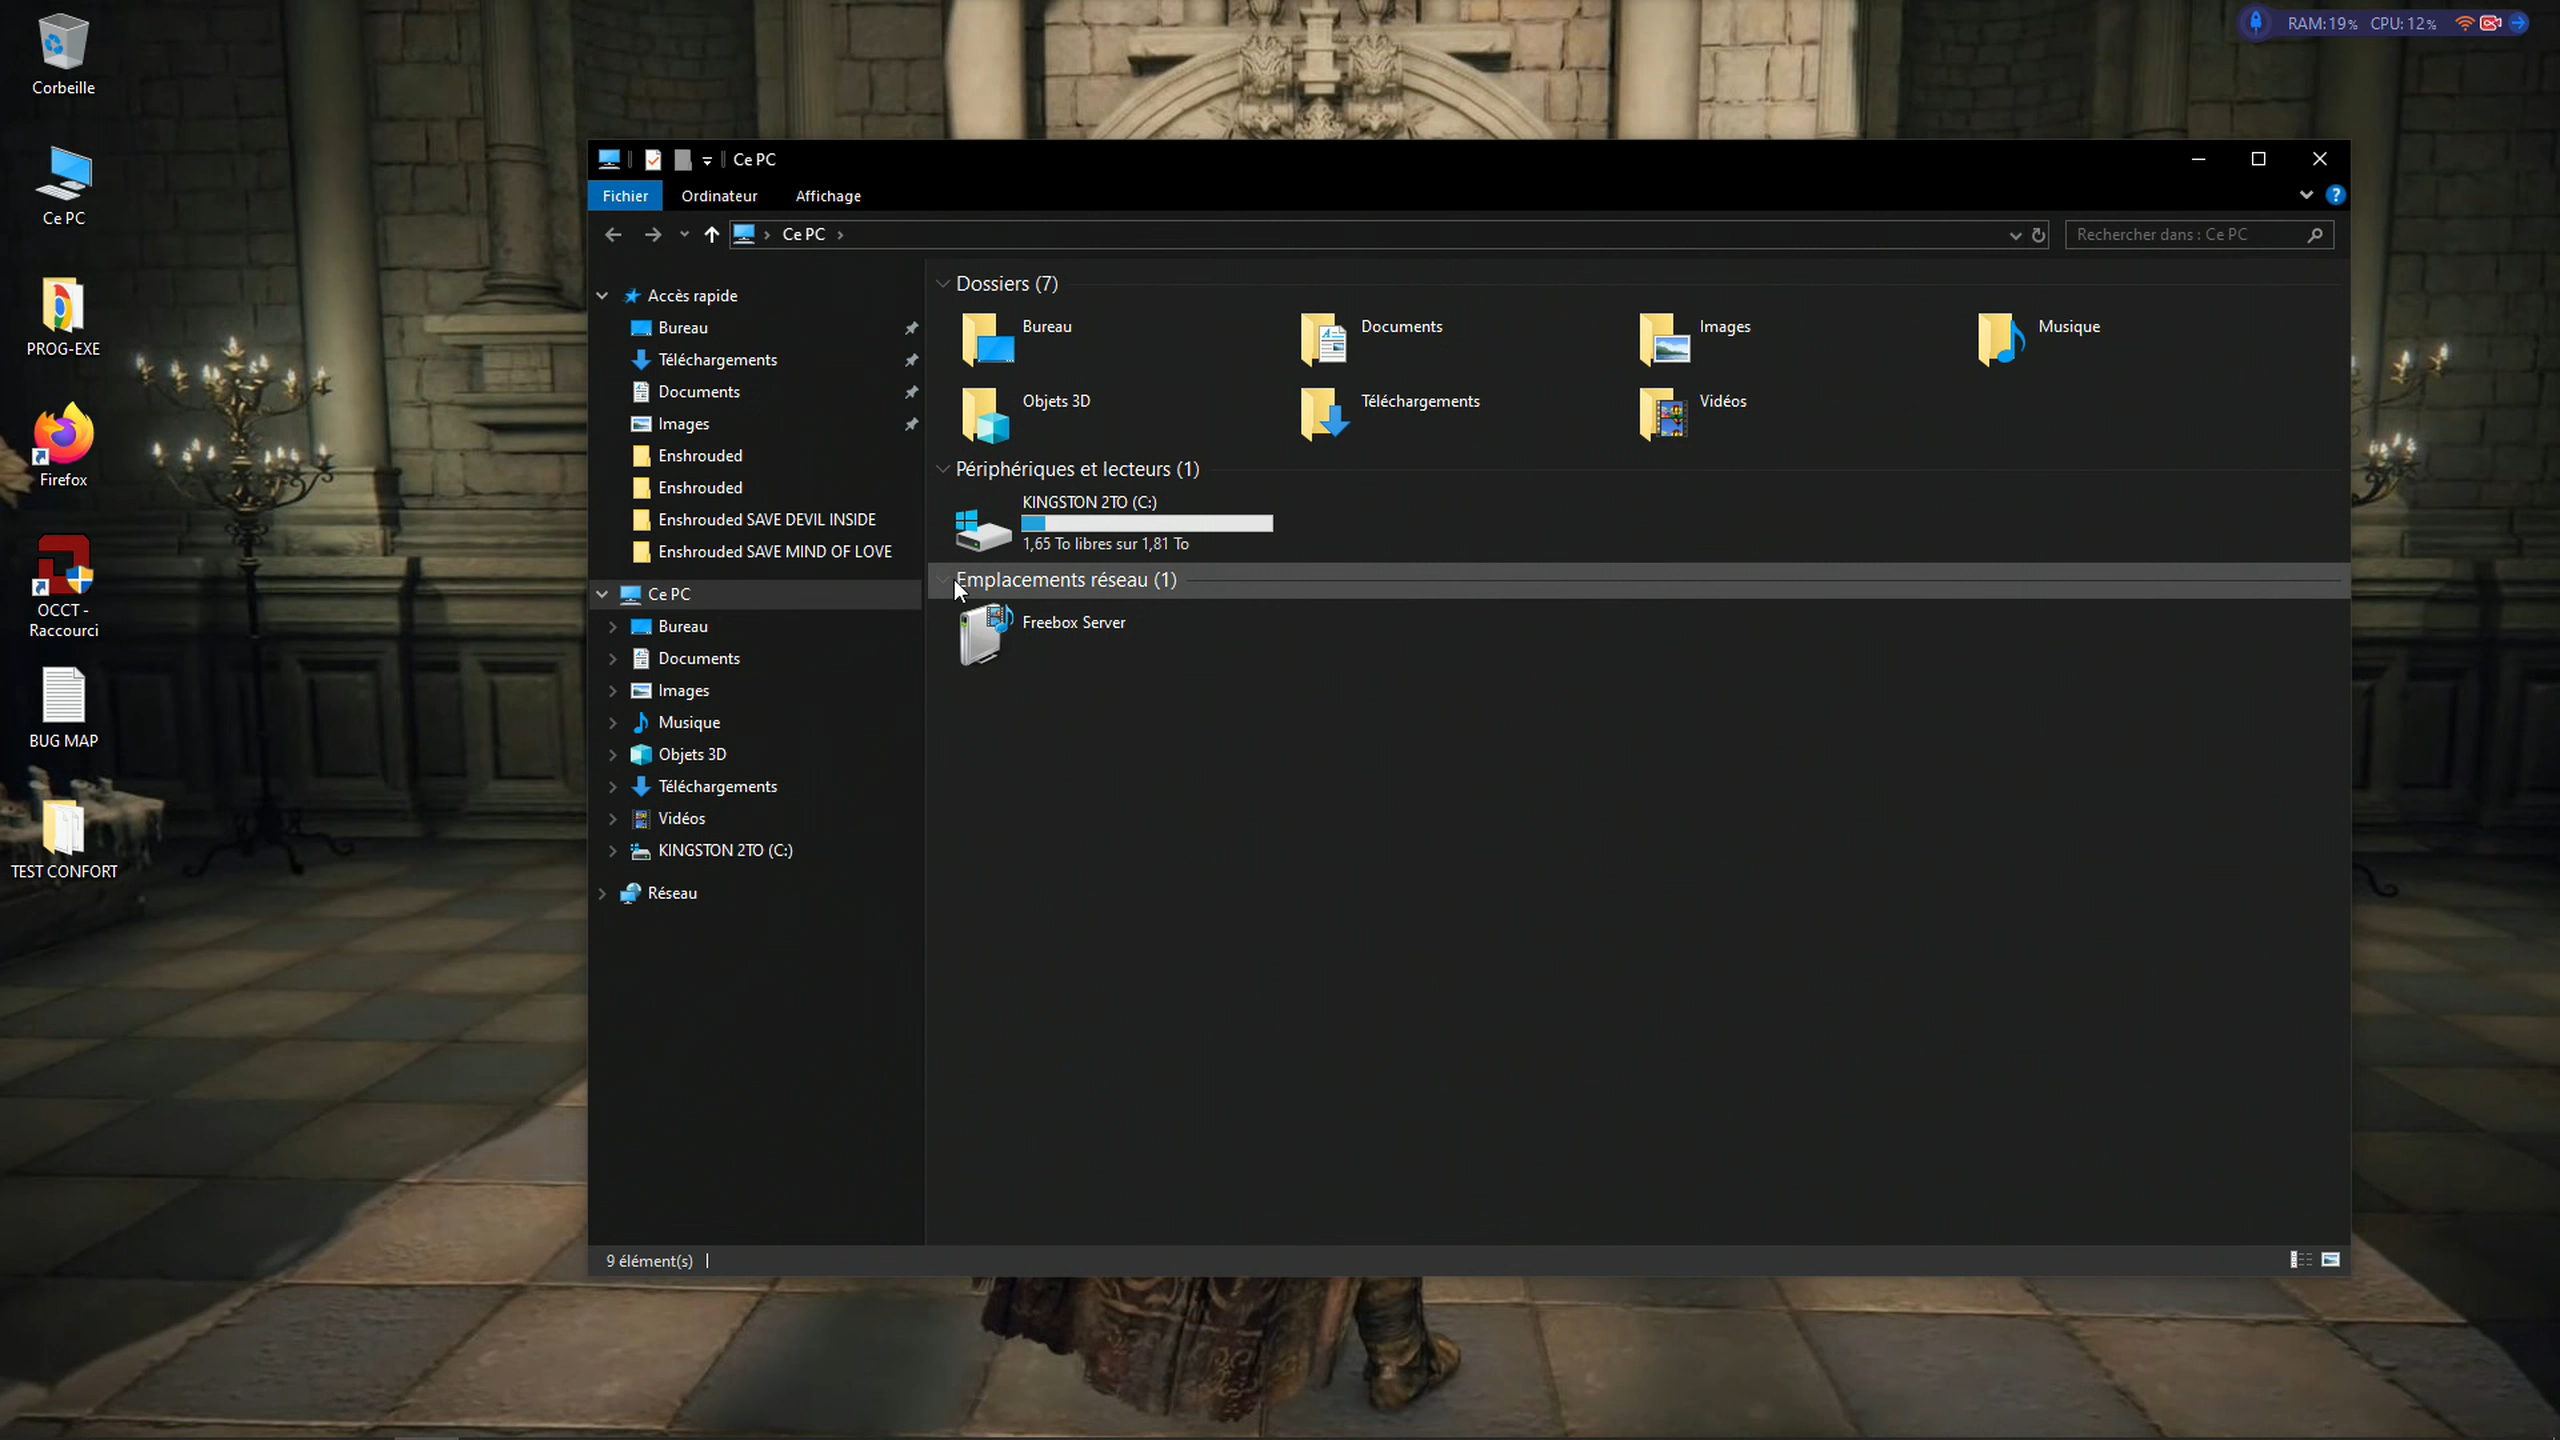 RAM:19% CPU: 12%
Corbeille
Ce PC
PROG-EXE
Firefox
OCCT -
Raccourci
BUG MAP
TEST CONFORT
Ce PC
Fichier Ordinateur Affichage
Ce PC
Rechercher dans : Ce PC
Accès rapide
Bureau
Téléchargements
Documents
Images
Enshrouded
Enshrouded
Enshrouded SAVE DEVIL INSIDE
Enshrouded SAVE MIND OF LOVE
Ce PC
Bureau
Documents
Images
Musique
Objets 3D
Téléchargements
Vidéos
KINGSTON 2TO (C:)
Réseau
Dossiers (7)
Bureau
Documents
Images
Musique
Objets 3D
Téléchargements
Vidéos
Périphériques et lecteurs (1)
KINGSTON 2TO (C:)
1,65 To libres sur 1,81 To
Emplacements réseau (1)
Freebox Server
9 élément(s)